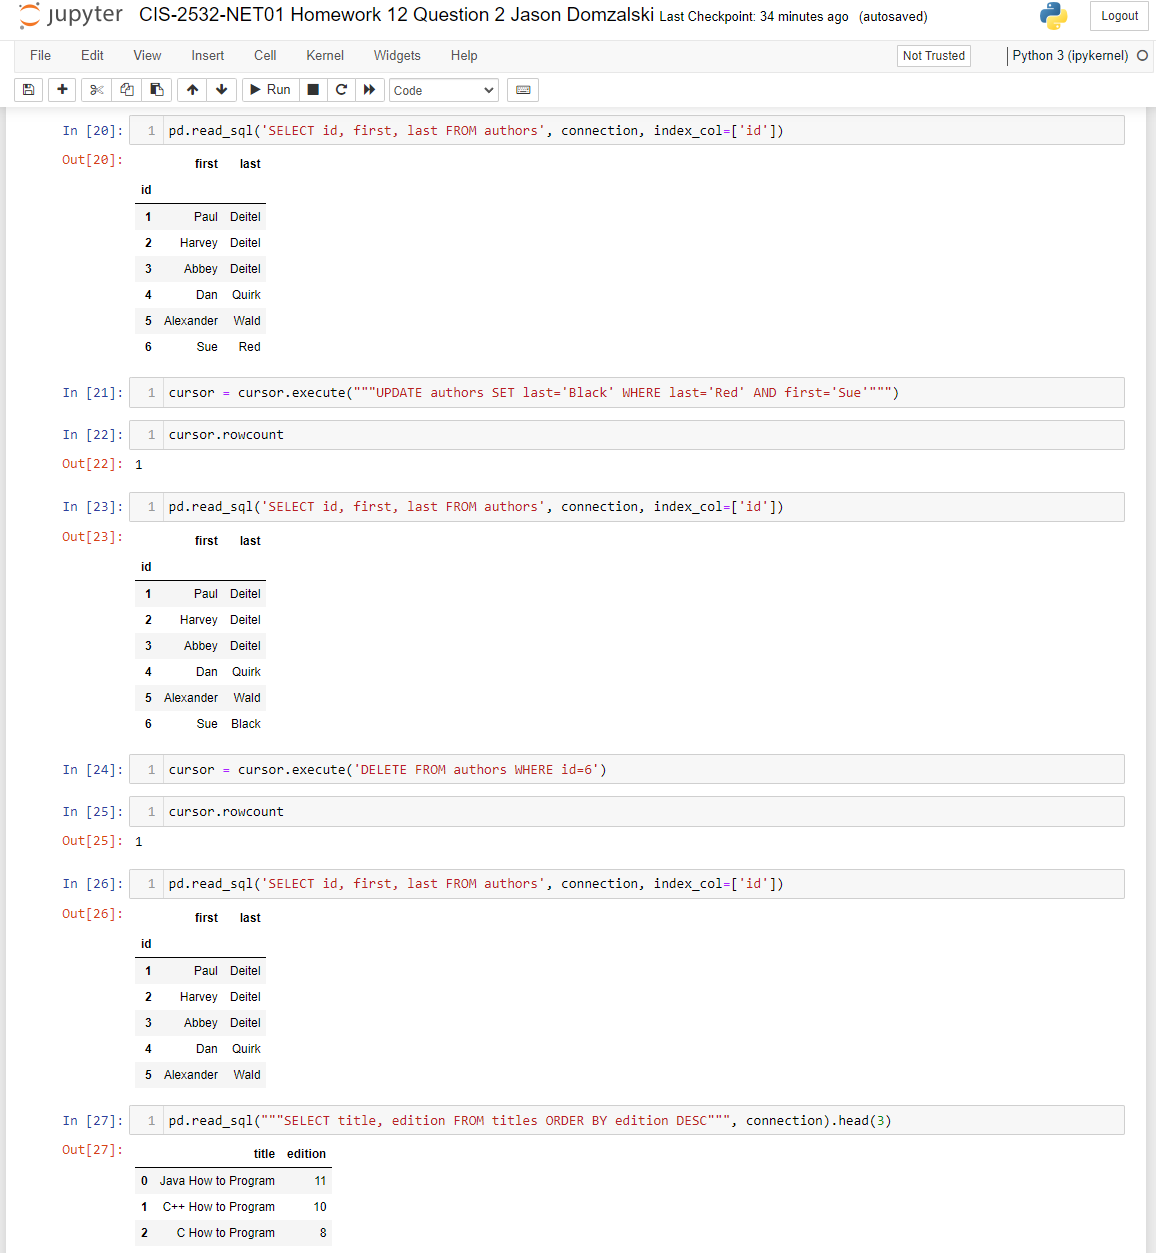 jupyter CIS-2532-NET01 Homework 12 Question 2 Jason Domzalski Last Checkpoint: 34 minutes ago (autosaved) Logout
File Edit View Insert Cell Kernel Widgets Help Not Trusted Python 3 (ipykernel)
Run Code
In [20]: 1 pd.read_sql('SELECT id, first, last FROM authors', connection, index_col=['id'])
Out[20]:
first last
id
1 Paul Deitel
2 Harvey Deitel
3 Abbey Deitel
4 Dan Quirk
5 Alexander Wald
6 Sue Red
In [21]: 1 cursor = cursor.execute("""UPDATE authors SET last='Black' WHERE last='Red' AND first='Sue'""")
In [22]: 1 cursor.rowcount
Out[22]: 1
In [23]: 1 pd.read_sql('SELECT id, first, last FROM authors', connection, index_col=['id'])
Out[23]:
first last
id
1 Paul Deitel
2 Harvey Deitel
3 Abbey Deitel
4 Dan Quirk
5 Alexander Wald
6 Sue Black
In [24]: 1 cursor = cursor.execute('DELETE FROM authors WHERE id=6')
In [25]: 1 cursor.rowcount
Out[25]: 1
In [26]: 1 pd.read_sql('SELECT id, first, last FROM authors', connection, index_col=['id'])
Out[26]:
first last
id
1 Paul Deitel
2 Harvey Deitel
3 Abbey Deitel
4 Dan Quirk
5 Alexander Wald
In [27]: 1 pd.read_sql("""SELECT title, edition FROM titles ORDER BY edition DESC""", connection).head(3)
Out[27]:
title edition
0 Java How to Program 11
1 C++ How to Program 10
2 C How to Program 8